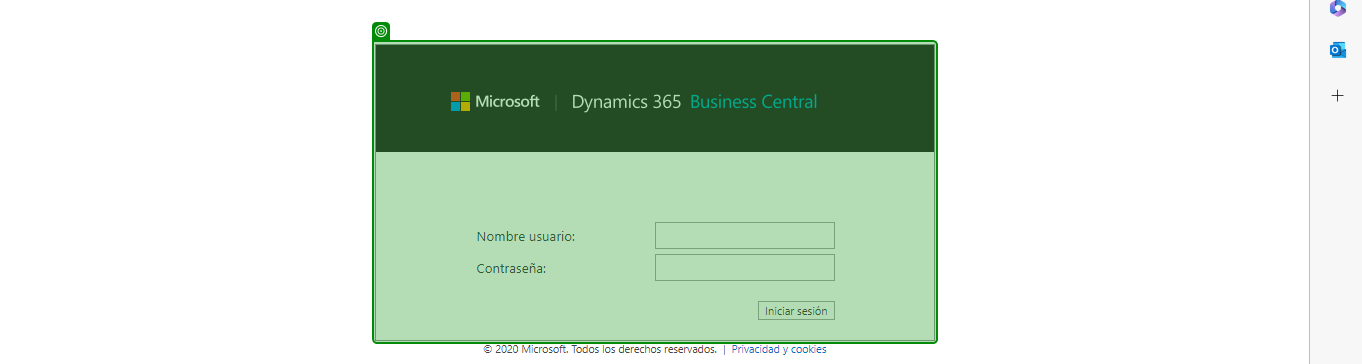 Microsoft | Dynamics 365 Business Central
Nombre usuario:
Contraseña:
Iniciar sesión
© 2020 Microsoft. Todos los derechos reservados. | Privacidad y cookies